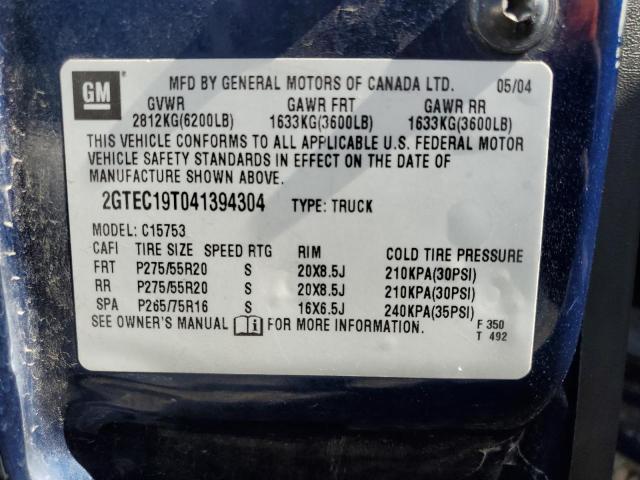 GM
MFD BY GENERAL MOTORS OF CANADA LTD. 05/04
GVWR GAWR FRT GAWR RR
2812KG(6200LB) 1633KG(3600LB) 1633KG(3600LB)
THIS VEHICLE CONFORMS TO ALL APPLICABLE U.S. FEDERAL MOTOR
VEHICLE SAFETY STANDARDS IN EFFECT ON THE DATE OF
MANUFACTURE SHOWN ABOVE.
2GTEC19T041394304 TYPE: TRUCK
MODEL: C15753
CAFI TIRE SIZE SPEED RTG RIM COLD TIRE PRESSURE
FRT P275/55R20 S 20X8.5J 210KPA(30PSI)
RR P275/55R20 S 20X8.5J 210KPA(30PSI)
SPA P265/75R16 S 16X6.5J 240KPA(35PSI)
SEE OWNER'S MANUAL FOR MORE INFORMATION. F 350
T 492